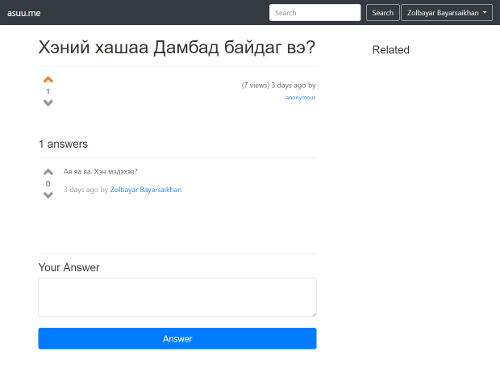 asuu.me
Search
Search
Zolbayar Bayarsaikhan
Хэний хашаа Дамбад байдаг вэ?
Related
1
(7 views) 3 days ago by
anonymous
1 answers
Ая яа яа. Хэн мэдэхэв?
0
3 days ago by Zolbayar Bayarsaikhan
Your Answer
Answer